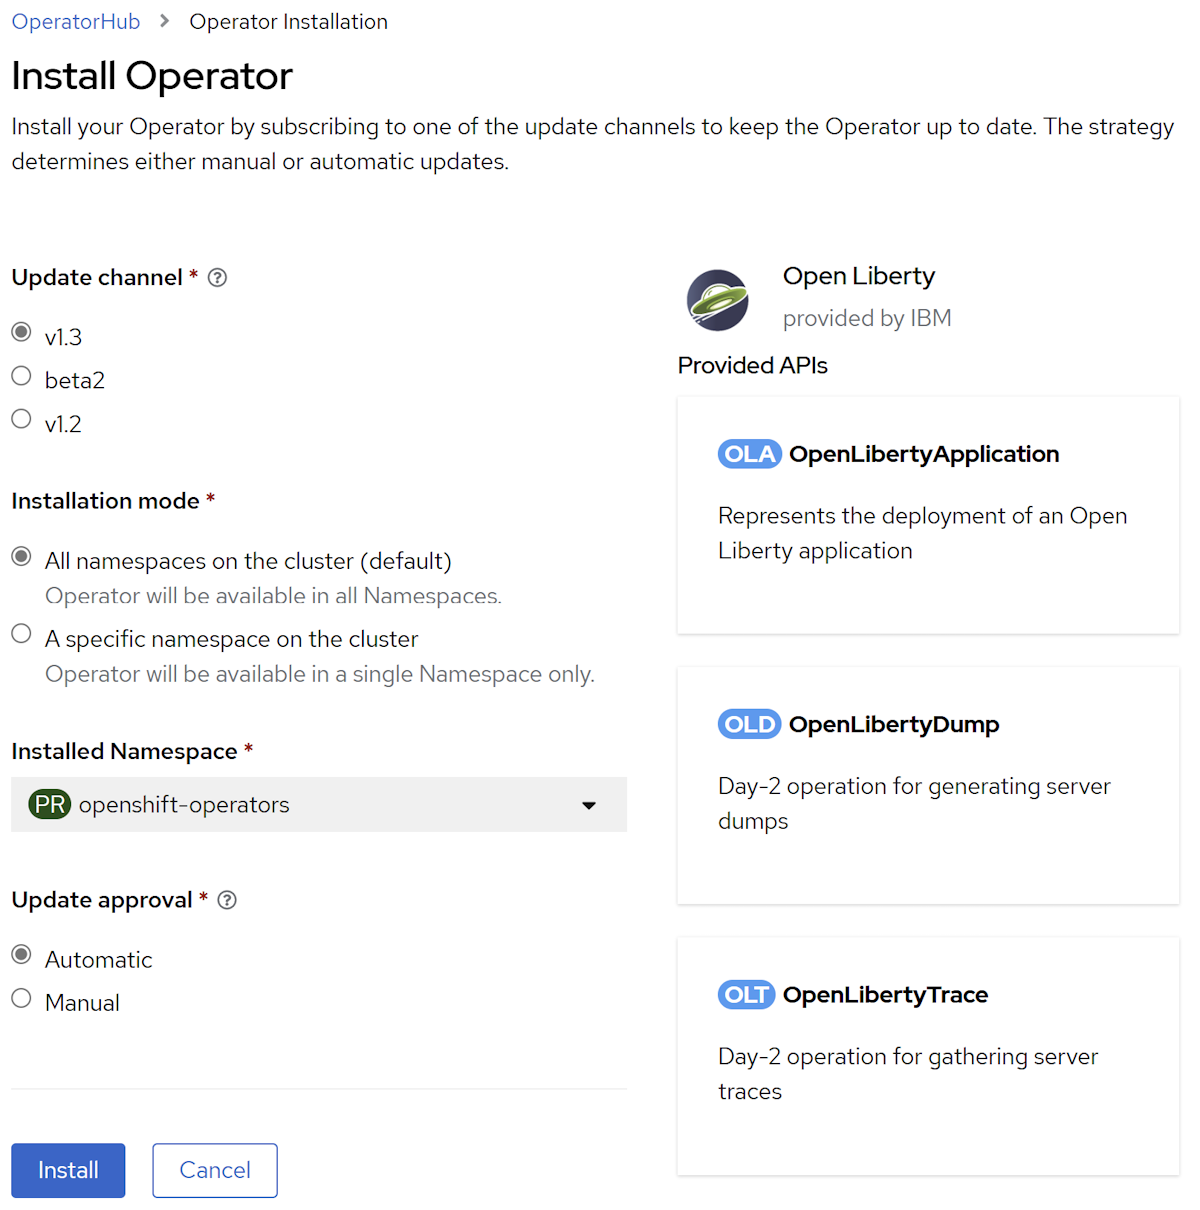 OperatorHub > Operator Installation
Install Operator
Install your Operator by subscribing to one of the update channels to keep the Operator up to date. The strategy
determines either manual or automatic updates.
Update channel *
v1.3
beta2
v1.2
Installation mode *
All namespaces on the cluster (default)
Operator will be available in all Namespaces.
A specific namespace on the cluster
Operator will be available in a single Namespace only.
Installed Namespace *
PR openshift-operators
Update approval *
Automatic
Manual
Install Cancel
Open Liberty
provided by IBM
Provided APIs
OLA OpenLibertyApplication
Represents the deployment of an Open
Liberty application
OLD OpenLibertyDump
Day-2 operation for generating server
dumps
OLT OpenLibertyTrace
Day-2 operation for gathering server
traces